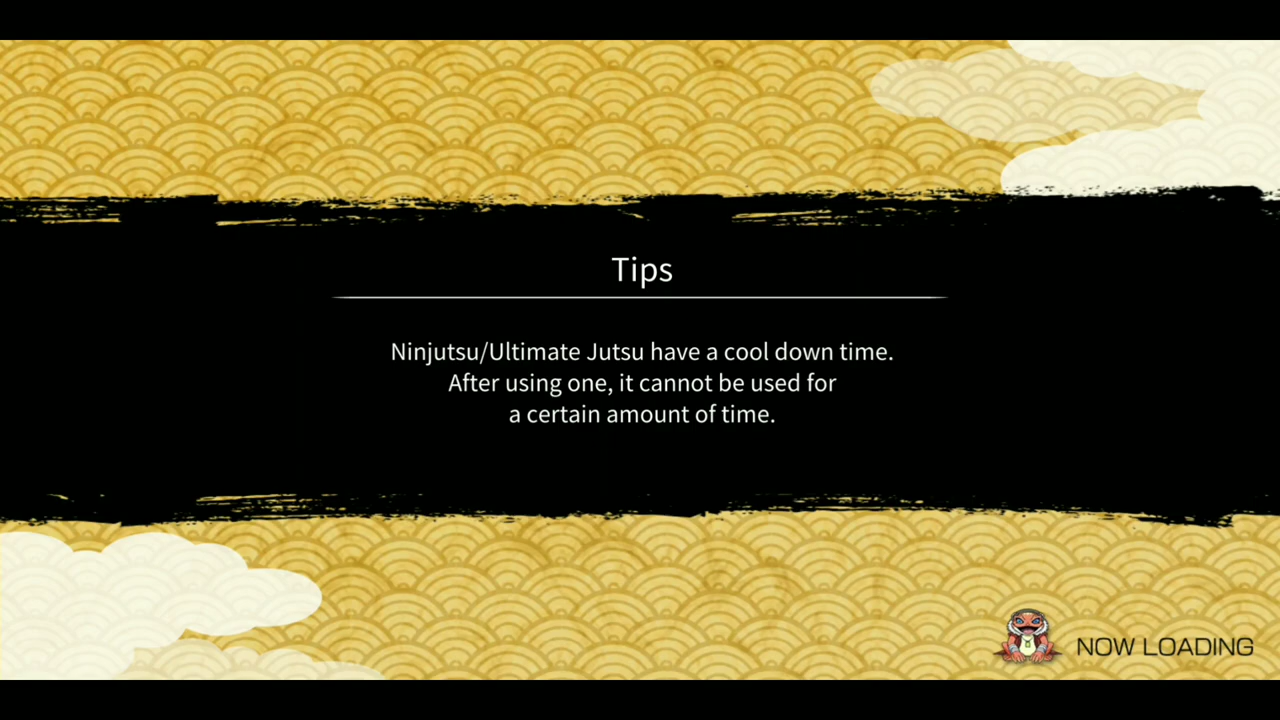 Tips
Ninjutsu/Ultimate Jutsu have a cool down time.
After using one, it cannot be used for
a certain amount of time.
NOW LOADING